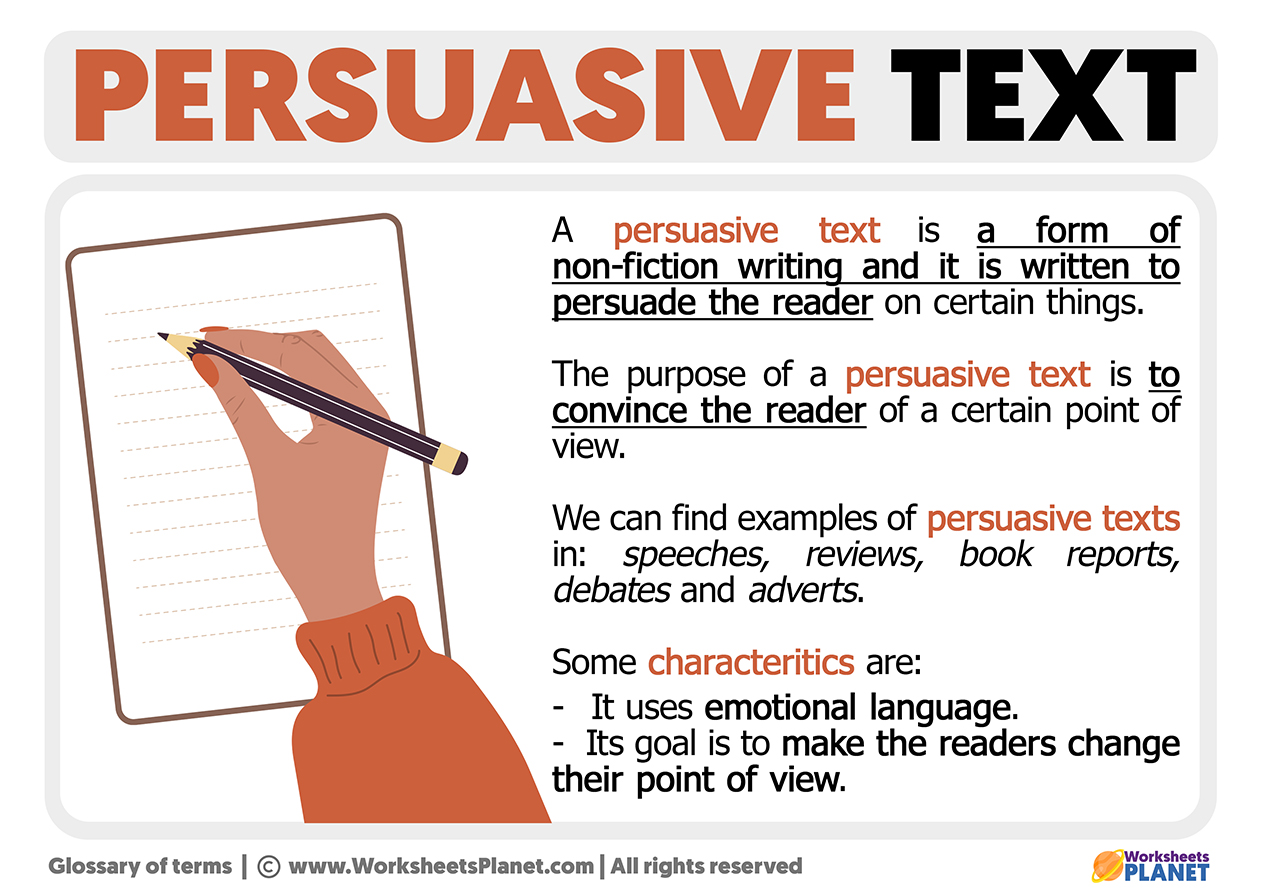 PERSUASIVE TEXT
A persuasive text is a form of
non-fiction writing and it is written to
persuade the reader on certain things.
The purpose of a persuasive text is to
convince the reader of a certain point of
view.
We can find examples of persuasive texts
in: speeches, reviews, book reports,
debates and adverts.
Some characteritics are:
- It uses emotional language.
- Its goal is to make the readers change
their point of view.
Glossary of terms | © www.WorksheetsPlanet.com | All rights reserved
Worksheets
PLANET